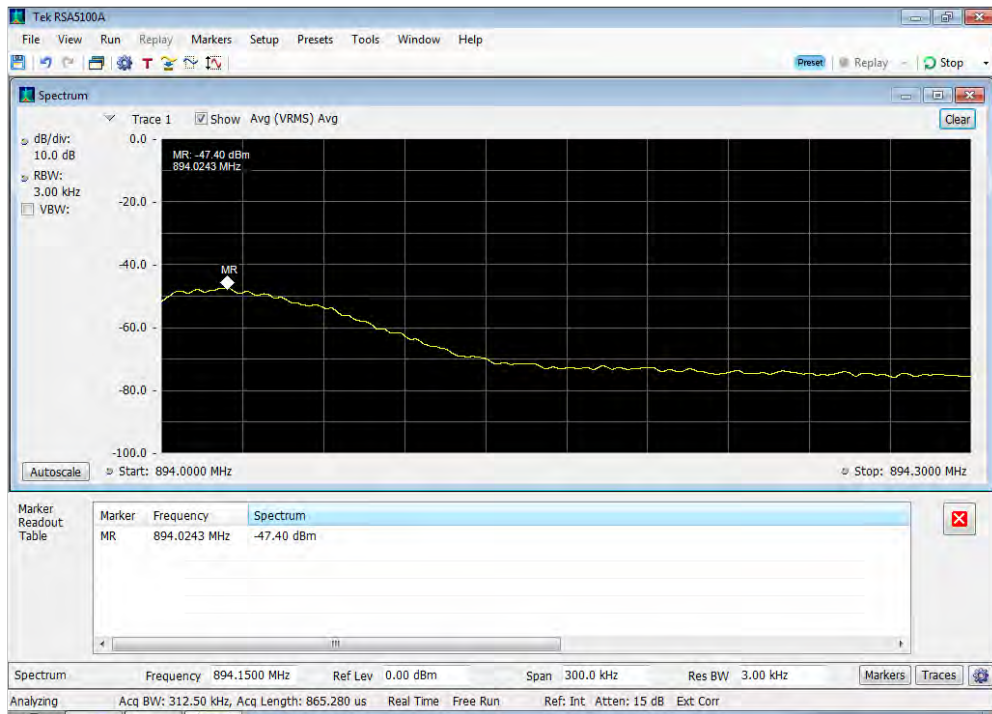 Tek RSA5100A
File View Run Replay Markers Setup Presets Tools Window Help
T Preset Replay Stop
Spectrum
Trace 1 Show Avg (VRMS) Avg Clear
dB/div:
10.0 dB
RBW:
3.00 kHz
VBW:
0.0
MR: -47.40 dBm
894.0243 MHz
-20.0
-40.0
MR
-60.0
-80.0
-100.0
Autoscale Start: 894.0000 MHz Stop: 894.3000 MHz
Marker
Readout
Table
Marker Frequency Spectrum
MR 894.0243 MHz -47.40 dBm
Spectrum Frequency 894.1500 MHz Ref Lev 0.00 dBm Span 300.0 kHz Res BW 3.00 kHz Markers Traces
Analyzing Acq BW: 312.50 kHz, Acq Length: 865.280 us Real Time Free Run Ref: Int Atten: 15 dB Ext Corr